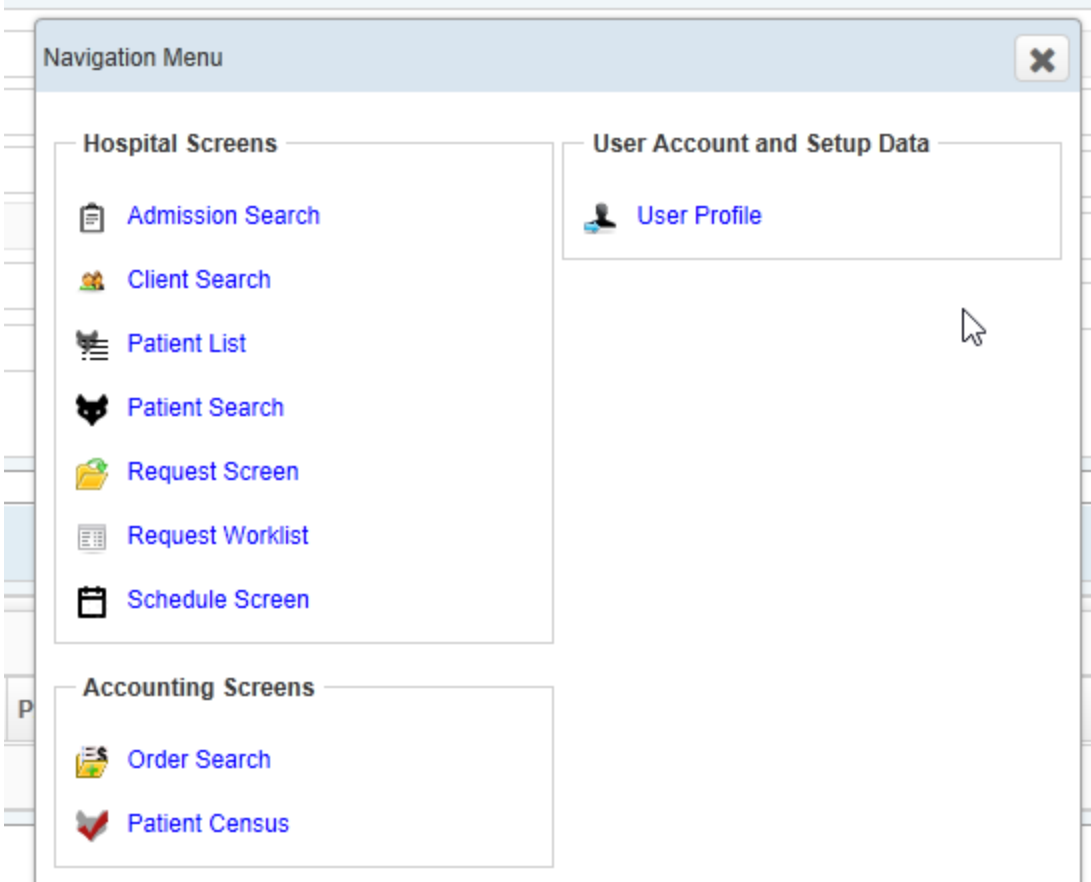 Navigation Menu
Hospital Screens
Admission Search
Client Search
Patient List
Patient Search
Request Screen
Request Worklist
Schedule Screen
Accounting Screens
Order Search
Patient Census
User Account and Setup Data
User Profile
P